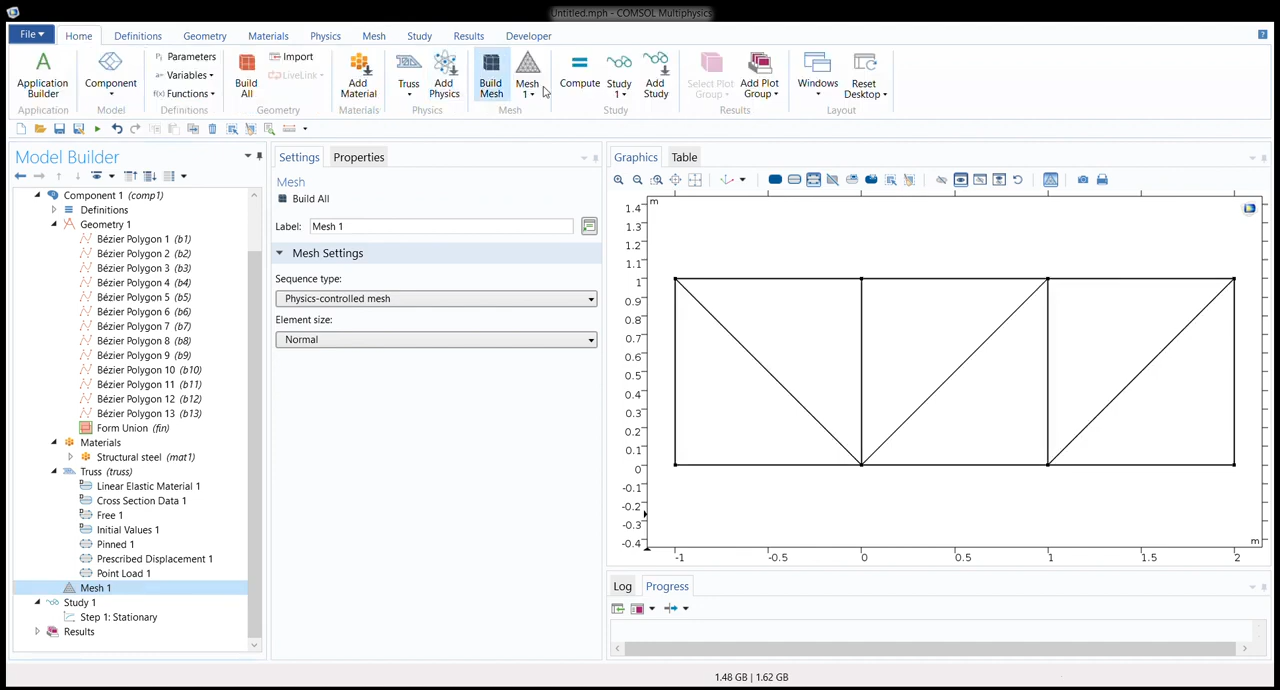 Untitled.mph - COMSOL Multiphysics
File Home Definitions Geometry Materials Physics Mesh Study Results Developer
Application Builder
Application
Component
Model
Pi Parameters
a= Variables
f(x) Functions
Definitions
Build All
Import
LiveLink
Geometry
Add Material
Materials
Truss
Add Physics
Physics
Build Mesh
Mesh 1
Mesh
Compute
Study 1
Add Study
Study
Select Plot Group
Add Plot Group
Results
Windows
Reset Desktop
Layout
Model Builder
Component 1 (comp1)
Definitions
Geometry 1
Bézier Polygon 1 (b1)
Bézier Polygon 2 (b2)
Bézier Polygon 3 (b3)
Bézier Polygon 4 (b4)
Bézier Polygon 5 (b5)
Bézier Polygon 6 (b6)
Bézier Polygon 7 (b7)
Bézier Polygon 8 (b8)
Bézier Polygon 9 (b9)
Bézier Polygon 10 (b10)
Bézier Polygon 11 (b11)
Bézier Polygon 12 (b12)
Bézier Polygon 13 (b13)
Form Union (fin)
Materials
Structural steel (mat1)
Truss (truss)
Linear Elastic Material 1
Cross Section Data 1
Free 1
Initial Values 1
Pinned 1
Prescribed Displacement 1
Point Load 1
Mesh 1
Study 1
Step 1: Stationary
Results
Settings Properties
Mesh
Build All
Label: Mesh 1
Mesh Settings
Sequence type:
Physics-controlled mesh
Element size:
Normal
Graphics Table
m
1.4
1.3
1.2
1.1
1
0.9
0.8
0.7
0.6
0.5
0.4
0.3
0.2
0.1
0
-0.1
-0.2
-0.3
-0.4
m
-1 -0.5 0 0.5 1 1.5 2
Log Progress
1.48 GB | 1.62 GB